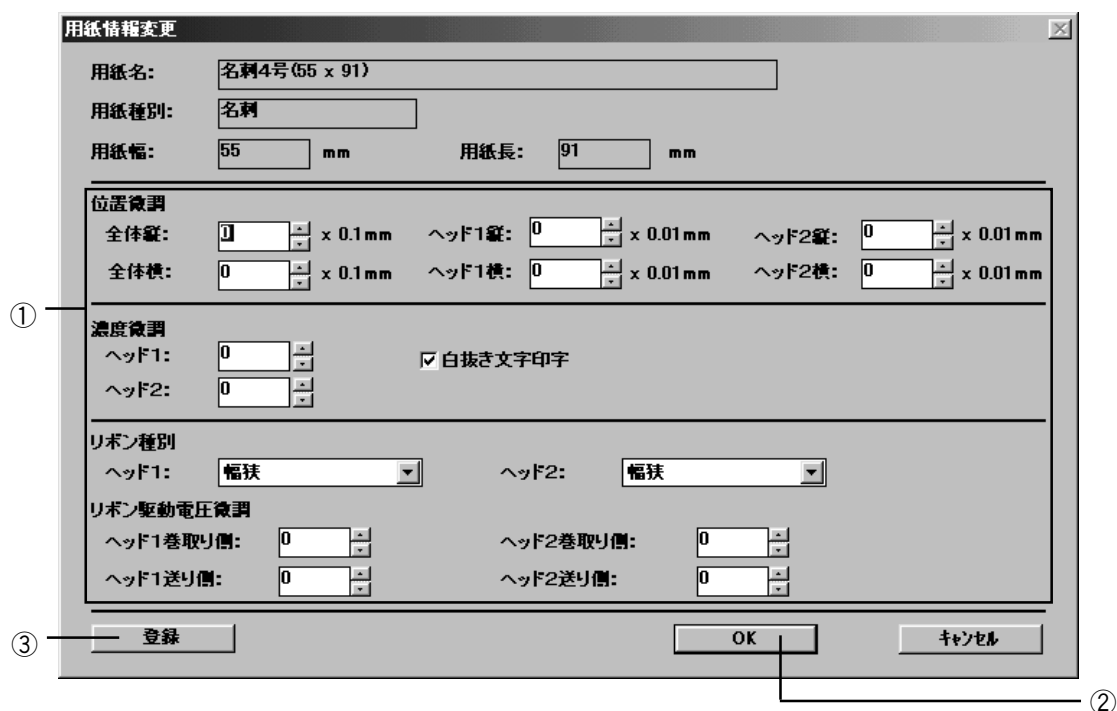 用紙情報変更
用紙名: 名刺4号(55 x 91)
用紙種別: 名刺
用紙幅: 55 mm 用紙長: 91 mm
位置微調
全体縦: 0 x 0.1mm ヘッド1縦: 0 x 0.01mm ヘッド2縦: 0 x 0.01mm
全体横: 0 x 0.1mm ヘッド1横: 0 x 0.01mm ヘッド2横: 0 x 0.01mm
①
濃度微調
ヘッド1: 0 白抜き文字印字
ヘッド2: 0
リボン種別
ヘッド1: 幅狭 ヘッド2: 幅狭
リボン駆動電圧微調
ヘッド1巻取り側: 0 ヘッド2巻取り側: 0
ヘッド1送り側: 0 ヘッド2送り側: 0
③ 登録 OK キャンセル
②